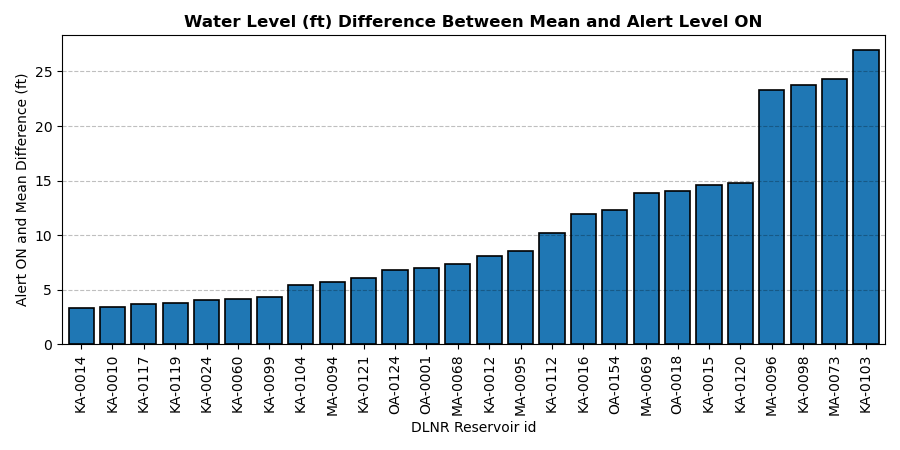 Water Level (ft) Difference Between Mean and Alert Level ON
Alert ON and Mean Difference (ft)
25
20
15
10
5
0
KA-0014
KA-0010
KA-0117
KA-0119
KA-0024
KA-0060
KA-0099
KA-0104
MA-0094
KA-0121
OA-0124
OA-0001
MA-0068
KA-0012
MA-0095
KA-0112
KA-0016
OA-0154
MA-0069
OA-0018
KA-0015
KA-0120
MA-0096
KA-0098
MA-0073
KA-0103
DLNR Reservoir id